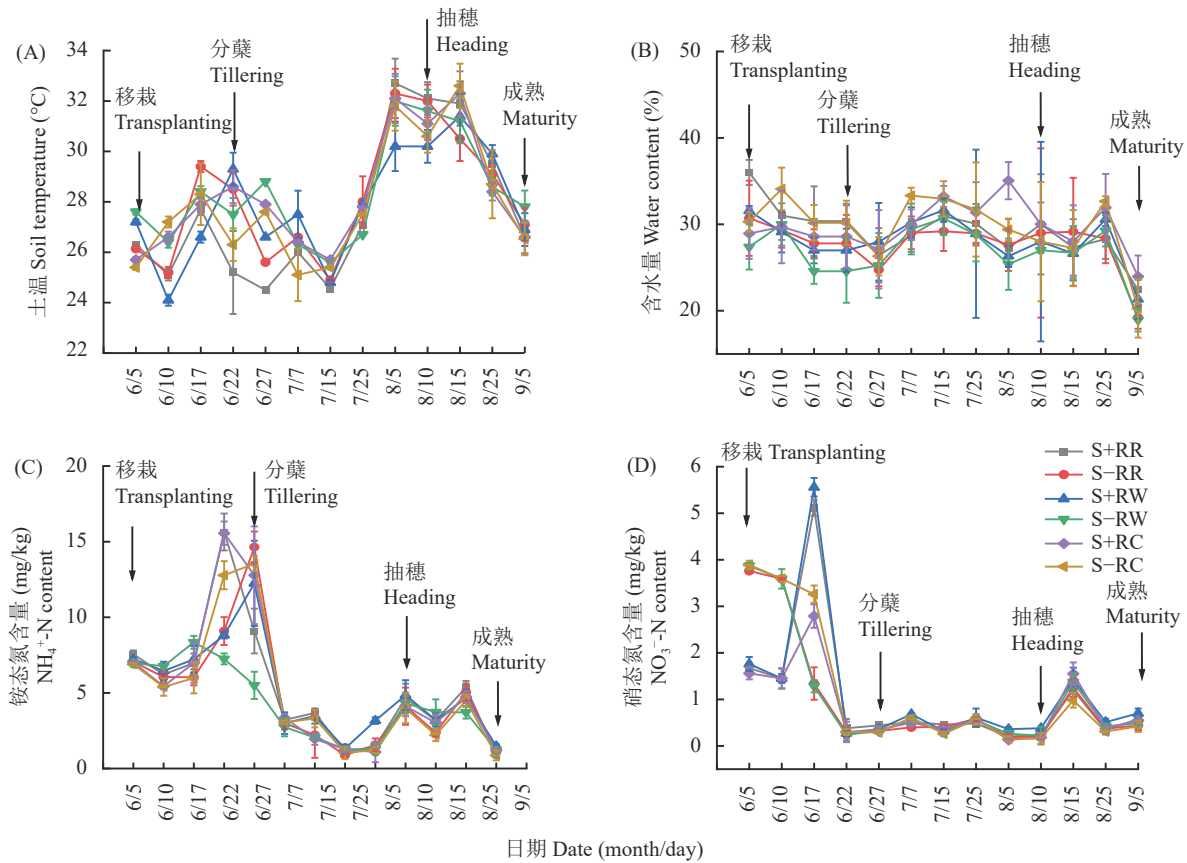 (A)
抽穗
Heading
分蘖
Tillering
移栽
Transplanting
成熟
Maturity
土温 Soil temperature (°C)
34
32
30
28
26
24
22
6/5
6/10
6/17
6/22
6/27
7/7
7/15
7/25
8/5
8/10
8/15
8/25
9/5
(B)
移栽
Transplanting
分蘖
Tillering
抽穗
Heading
成熟
Maturity
含水量 Water content (%)
50
40
30
20
6/5
6/10
6/17
6/22
6/27
7/7
7/15
7/25
8/5
8/10
8/15
8/25
9/5
(C)
移栽
Transplanting
分蘖
Tillering
抽穗
Heading
成熟
Maturity
铵态氮含量 (mg/kg)
NH₄⁺-N content
20
15
10
5
0
6/5
6/10
6/17
6/22
6/27
7/7
7/15
7/25
8/5
8/10
8/15
8/25
9/5
(D)
移栽 Transplanting
分蘖
Tillering
抽穗
Heading
成熟
Maturity
S+RR
S−RR
S+RW
S−RW
S+RC
S−RC
硝态氮含量 (mg/kg)
NO₃⁻-N content
6
5
4
3
2
1
0
6/5
6/10
6/17
6/22
6/27
7/7
7/15
7/25
8/5
8/10
8/15
8/25
9/5
日期 Date (month/day)